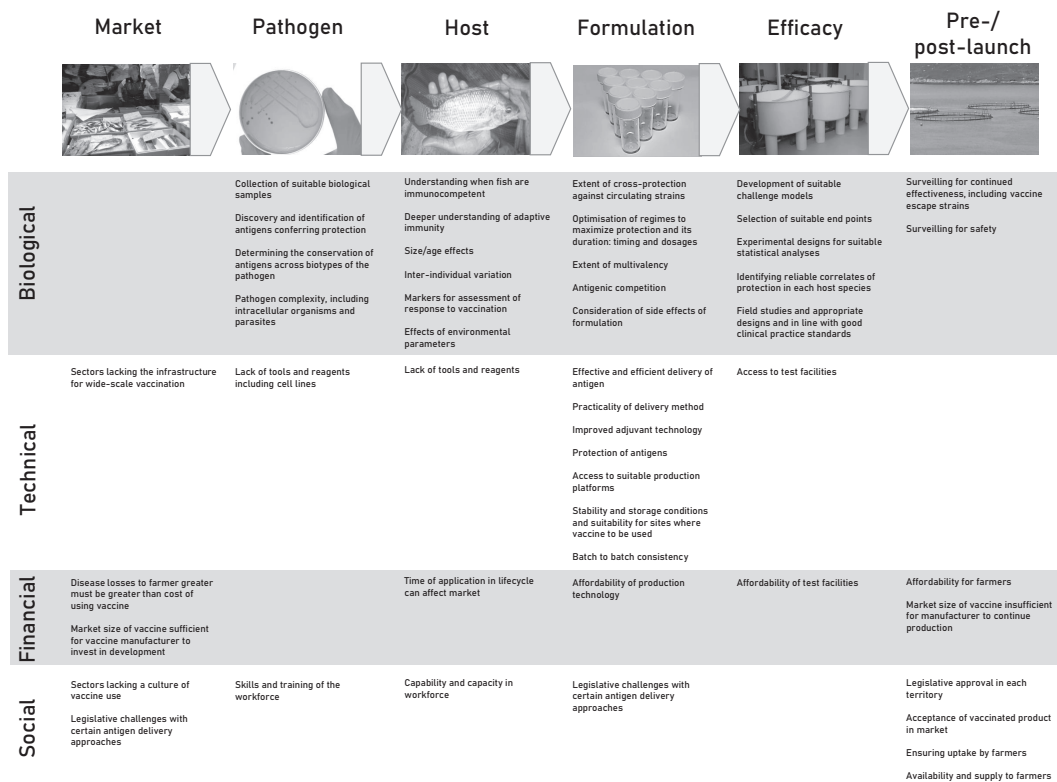 Market
Pathogen
Host
Formulation
Efficacy
Pre-/
post-launch
Biological
Collection of suitable biological
samples
Discovery and identification of
antigens conferring protection
Determining the conservation of
antigens across biotypes of the
pathogen
Pathogen complexity, including
intracellular organisms and
parasites
Understanding when fish are
immunocompetent
Deeper understanding of adaptive
immunity
Size/age effects
Inter-individual variation
Markers for assessment of
response to vaccination
Effects of environmental
parameters
Extent of cross-protection
against circulating strains
Optimisation of regimes to
maximize protection and its
duration: timing and dosages
Extent of multivalency
Antigenic competition
Consideration of side effects of
formulation
Development of suitable
challenge models
Selection of suitable end points
Experimental designs for suitable
statistical analyses
Identifying reliable correlates of
protection in each host species
Field studies and appropriate
designs and in line with good
clinical practice standards
Surveilling for continued
effectiveness, including vaccine
escape strains
Surveilling for safety
Technical
Sectors lacking the infrastructure
for wide-scale vaccination
Lack of tools and reagents
including cell lines
Lack of tools and reagents
Effective and efficient delivery of
antigen
Practicality of delivery method
Improved adjuvant technology
Protection of antigens
Access to suitable production
platforms
Stability and storage conditions
and suitability for sites where
vaccine to be used
Batch to batch consistency
Access to test facilities
Financial
Disease losses to farmer greater
must be greater than cost of
using vaccine
Market size of vaccine sufficient
for vaccine manufacturer to
invest in development
Time of application in lifecycle
can affect market
Affordability of production
technology
Affordability of test facilities
Affordability for farmers
Market size of vaccine insufficient
for manufacturer to continue
production
Social
Sectors lacking a culture of
vaccine use
Legislative challenges with
certain antigen delivery
approaches
Skills and training of the
workforce
Capability and capacity in
workforce
Legislative challenges with
certain antigen delivery
approaches
Legislative approval in each
territory
Acceptance of vaccinated product
in market
Ensuring uptake by farmers
Availability and supply to farmers